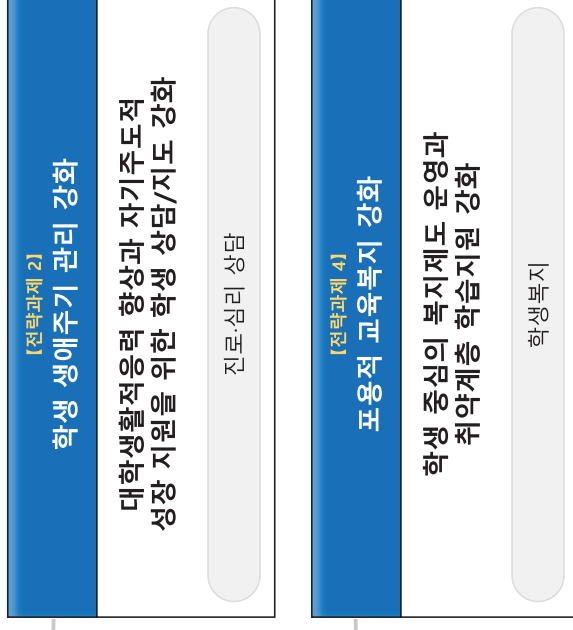 [전략과제 2]
학생 생애주기 관리 강화
대학생활적응력 향상과 자기주도적
성장 지원을 위한 학생 상담/지도 강화
진로·심리 상담
[전략과제 4]
포용적 교육복지 강화
학생 중심의 복지제도 운영과
취약계층 학습지원 강화
학생복지